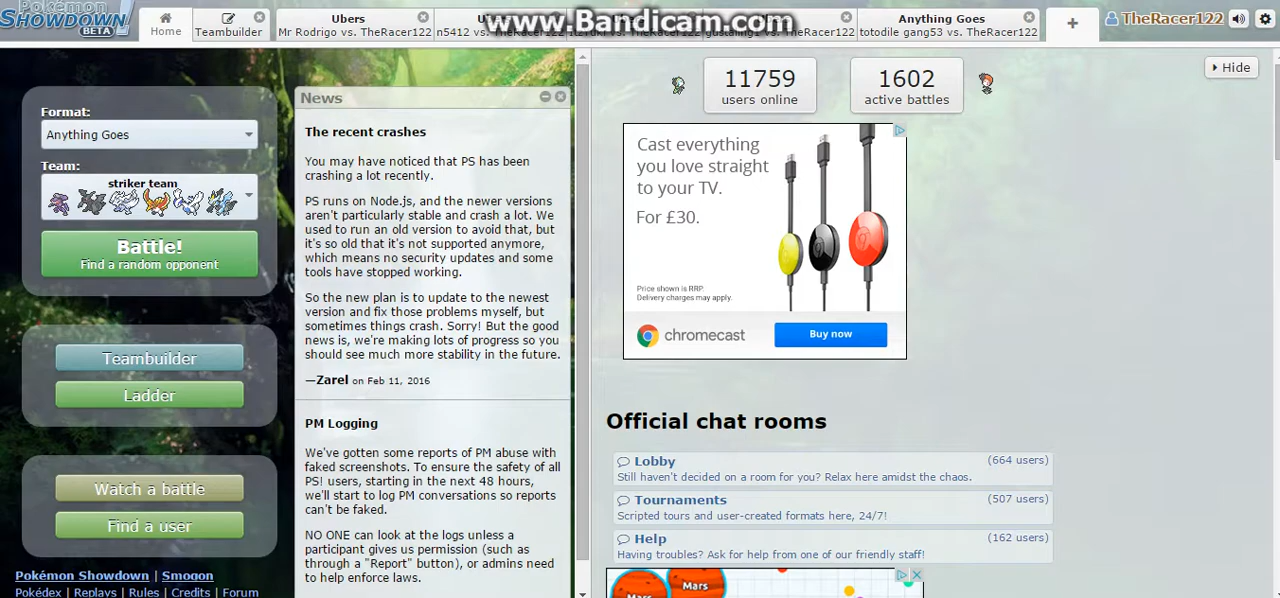 Pokémon
SHOWDOWN
BETA
Home
Teambuilder
Ubers
Mr Rodrigo vs. TheRacer122
n5412 vs. TheRacer122
vs. TheRacer122
vs. TheRacer122
Anything Goes
totodile gang53 vs. TheRacer122
+
TheRacer122
www.Bandicam.com
Format:
Anything Goes
Team:
striker team
Battle!
Find a random opponent
Teambuilder
Ladder
Watch a battle
Find a user
Pokémon Showdown | Smogon
Pokédex | Replays | Rules | Credits | Forum
News
The recent crashes
You may have noticed that PS has been
crashing a lot recently.
PS runs on Node.js, and the newer versions
aren't particularly stable and crash a lot. We
used to run an old version to avoid that, but
it's so old that it's not supported anymore,
which means no security updates and some
tools have stopped working.
So the new plan is to update to the newest
version and fix those problems myself, but
sometimes things crash. Sorry! But the good
news is, we're making lots of progress so you
should see much more stability in the future.
—Zarel on Feb 11, 2016
PM Logging
We've gotten some reports of PM abuse with
faked screenshots. To ensure the safety of all
PS! users, starting in the next 48 hours,
we'll start to log PM conversations so reports
can't be faked.
NO ONE can look at the logs unless a
participant gives us permission (such as
through a "Report" button), or admins need
to help enforce laws.
11759
users online
1602
active battles
Hide
Cast everything
you love straight
to your TV.
For £30.
Price shown is RRP.
Delivery charges may apply.
chromecast
Buy now
Official chat rooms
Lobby (664 users)
Still haven't decided on a room for you? Relax here amidst the chaos.
Tournaments (507 users)
Scripted tours and user-created formats here, 24/7!
Help (162 users)
Having troubles? Ask for help from one of our friendly staff!
Mars
Mars